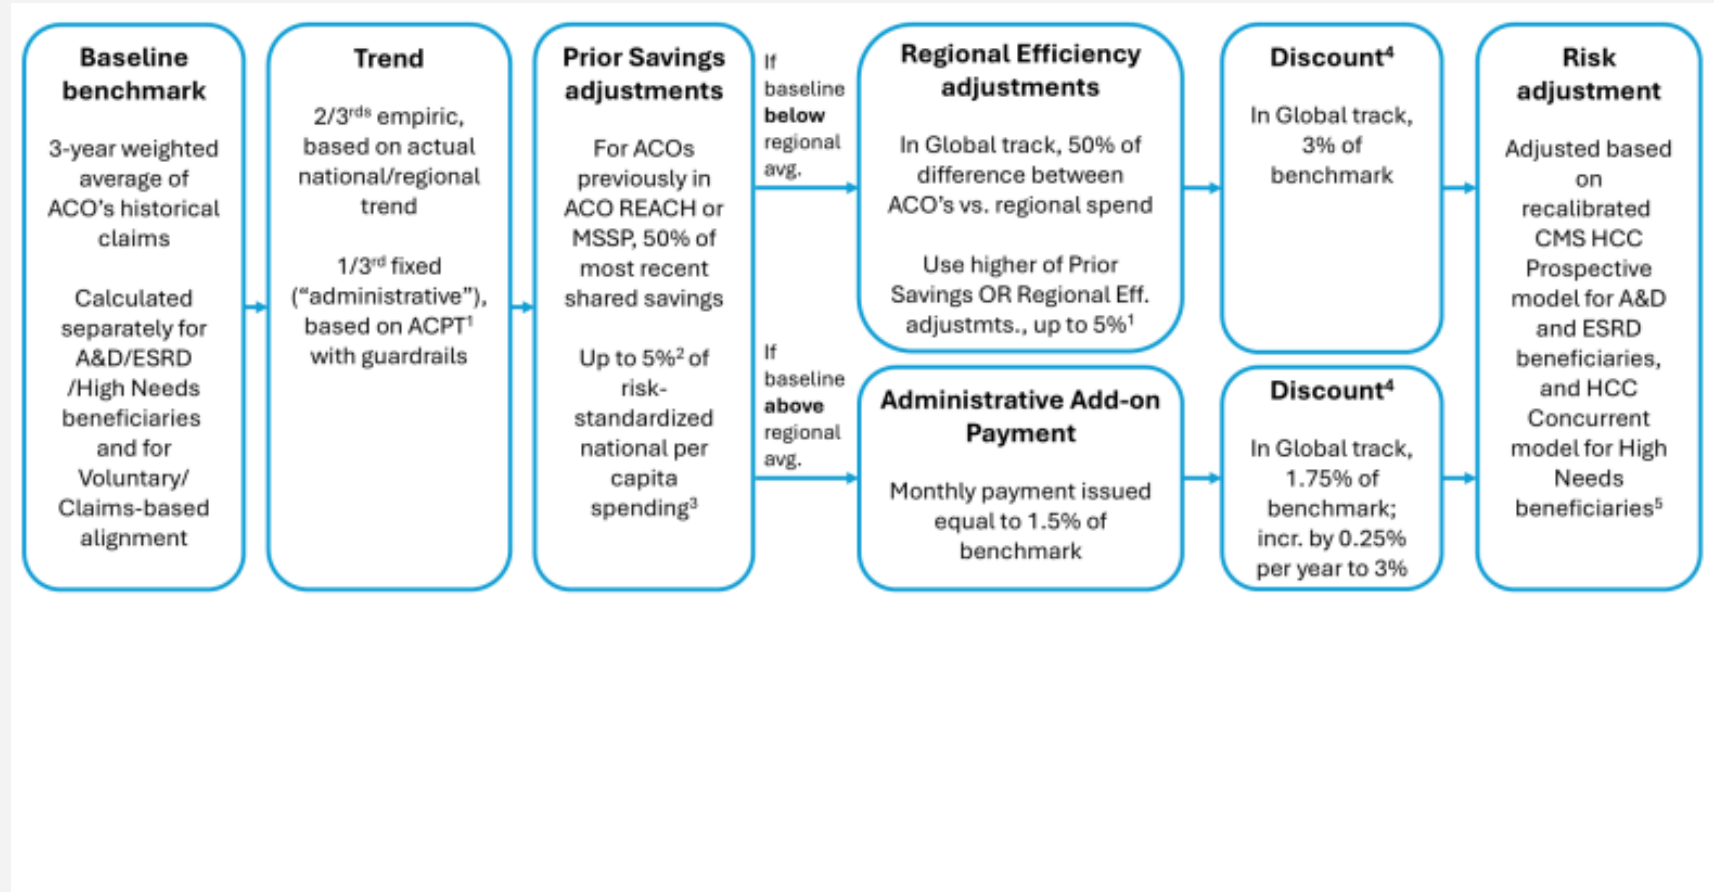 Baseline
benchmark
3-year weighted
average of
ACO’s historical
claims
Calculated
separately for
A&D/ESRD
/High Needs
beneficiaries
and for
Voluntary/
Claims-based
alignment
Trend
2/3ʳᵈˢ empiric,
based on actual
national/regional
trend
1/3ʳᵈ fixed
(“administrative”),
based on ACPT¹
with guardrails
Prior Savings
adjustments
For ACOs
previously in
ACO REACH or
MSSP, 50% of
most recent
shared savings
Up to 5%² of
risk-
standardized
national per
capita
spending³
If
baseline
below
regional
avg.
Regional Efficiency
adjustments
In Global track, 50% of
difference between
ACO’s vs. regional spend
Use higher of Prior
Savings OR Regional Eff.
adjustmts., up to 5%¹
Discount⁴
In Global track,
3% of
benchmark
If
baseline
above
regional
avg.
Administrative Add-on
Payment
Monthly payment issued
equal to 1.5% of
benchmark
Discount⁴
In Global track,
1.75% of
benchmark;
incr. by 0.25%
per year to 3%
Risk
adjustment
Adjusted based
on
recalibrated
CMS HCC
Prospective
model for A&D
and ESRD
beneficiaries,
and HCC
Concurrent
model for High
Needs
beneficiaries⁵